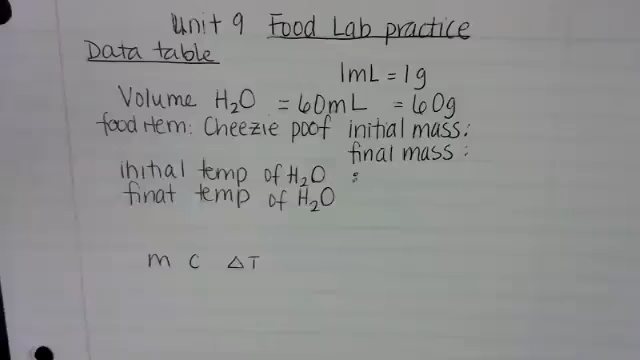 Unit 9 Food Lab practice
Data table
1mL = 1g
Volume H₂O = 60mL = 60g
food item: Cheezie poof initial mass:
final mass :
initial temp of H₂O :
final temp of H₂O
m c ΔT